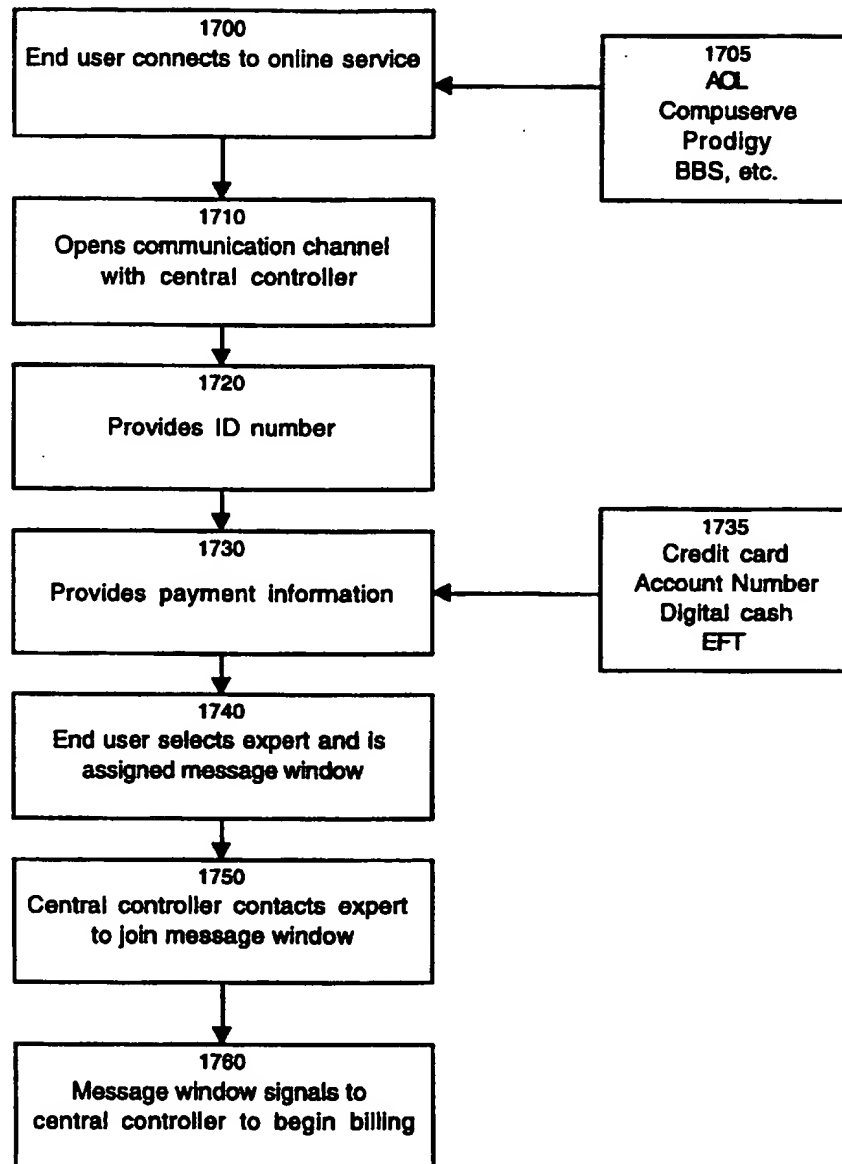 1700
End user connects to online service
1705
AOL
Compuserve
Prodigy
BBS, etc.
1710
Opens communication channel
with central controller
1720
Provides ID number
1730
Provides payment information
1735
Credit card
Account Number
Digital cash
EFT
1740
End user selects expert and is
assigned message window
1750
Central controller contacts expert
to join message window
1760
Message window signals to
central controller to begin billing